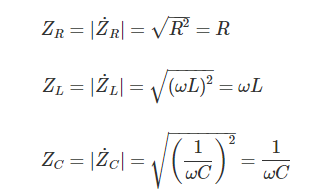 Z_R = |Ż_R| = √(R²) = R
Z_L = |Ż_L| = √((ωL)²) = ωL
Z_C = |Ż_C| = √((1/(ωC))²) = 1/(ωC)